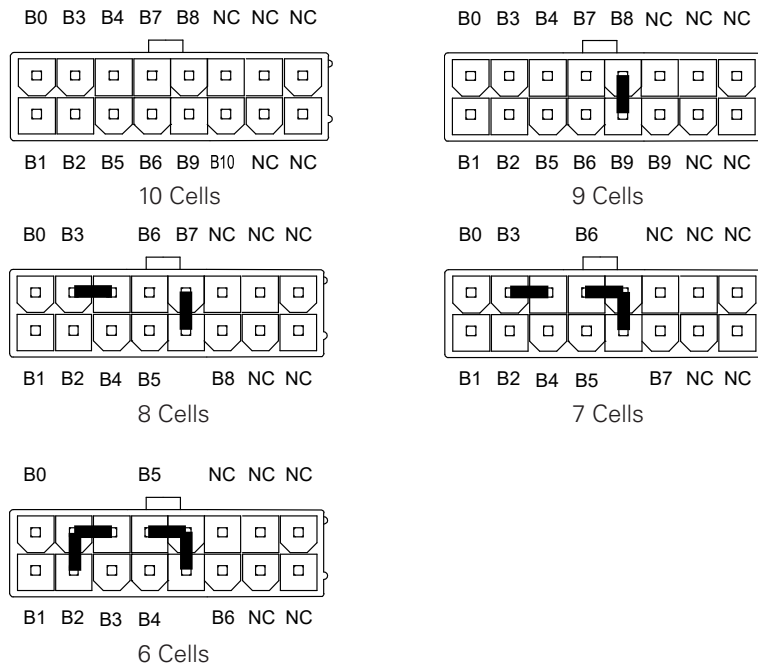 B0 B3 B4 B7 B8 NC NC NC
B1 B2 B5 B6 B9 B10 NC NC
10 Cells
B0 B3 B4 B7 B8 NC NC NC
B1 B2 B5 B6 B9 B9 NC NC
9 Cells
B0 B3 B6 B7 NC NC NC
B1 B2 B4 B5 B8 NC NC
8 Cells
B0 B3 B6 NC NC NC
B1 B2 B4 B5 B7 NC NC
7 Cells
B0 B5 NC NC NC
B1 B2 B3 B4 B6 NC NC
6 Cells